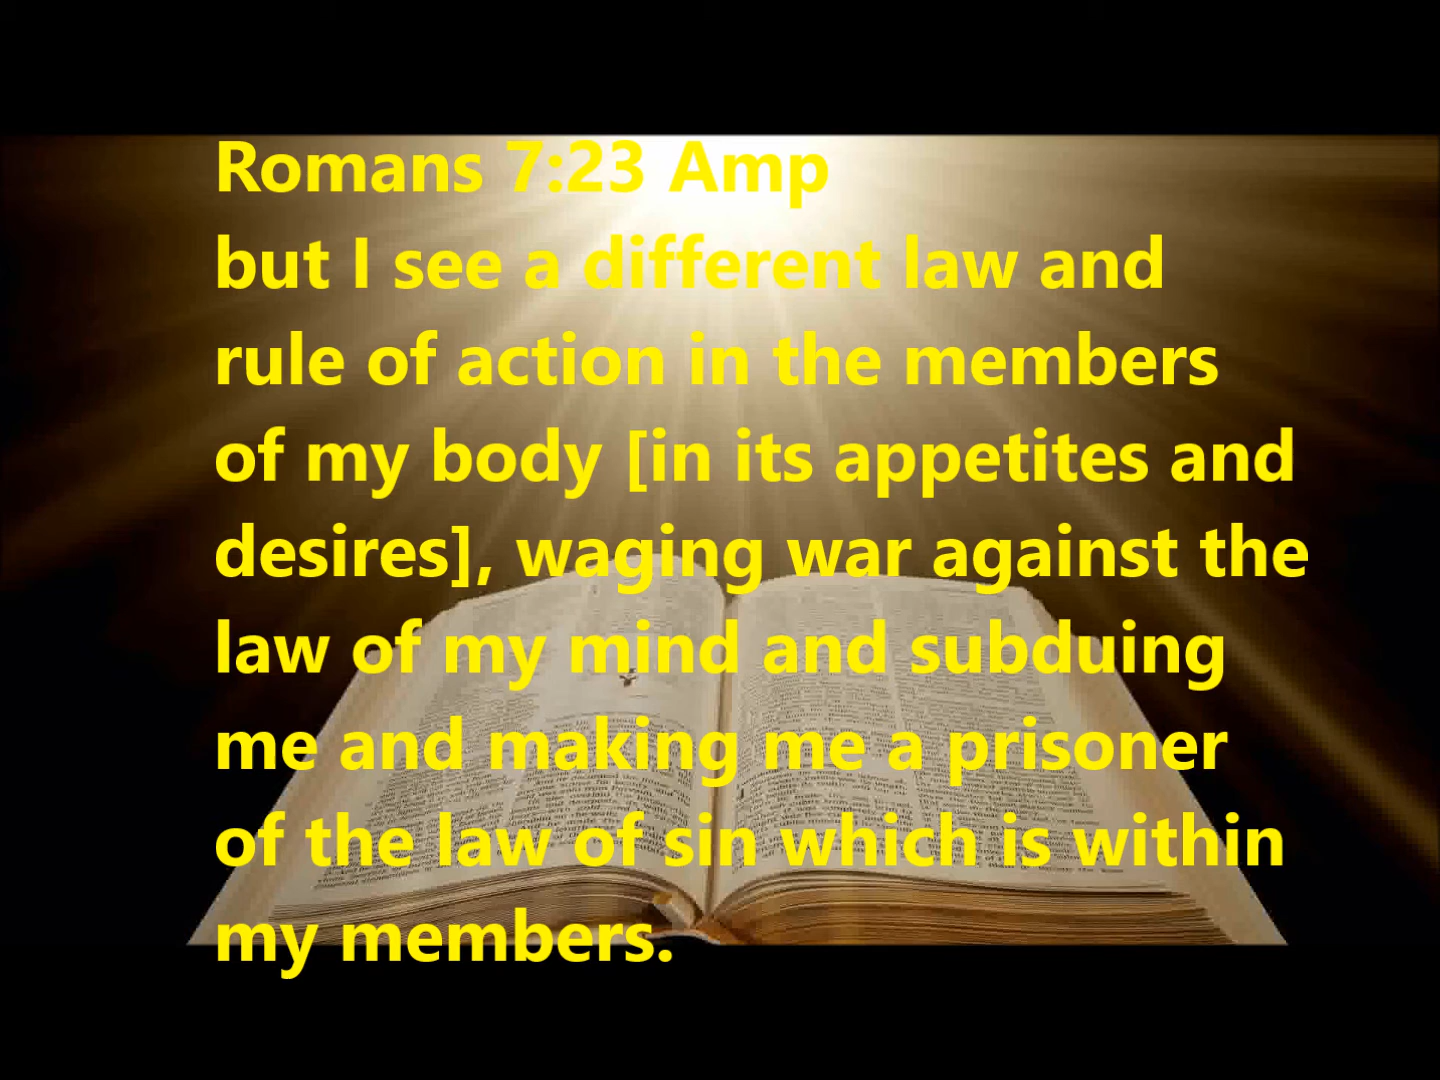 Romans 7:23 Amp
but I see a different law and
rule of action in the members
of my body [in its appetites and
desires], waging war against the
law of my mind and subduing
me and making me a prisoner
of the law of sin which is within
my members.